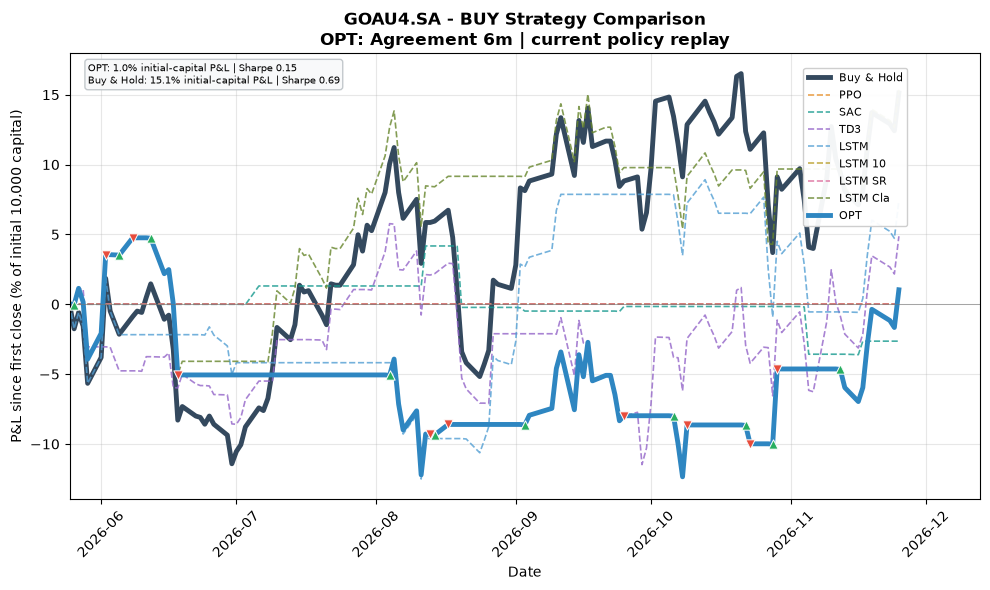 GOAU4.SA - BUY Strategy Comparison
OPT: Agreement 6m | current policy replay
OPT: 1.0% initial-capital P&L | Sharpe 0.15
Buy & Hold: 15.1% initial-capital P&L | Sharpe 0.69
Buy & Hold
PPO
SAC
TD3
LSTM
LSTM 10
LSTM SR
LSTM Cla
OPT
P&L since first close (% of initial 10,000 capital)
15
10
5
0
−5
−10
2026-06
2026-07
2026-08
2026-09
2026-10
2026-11
2026-12
Date